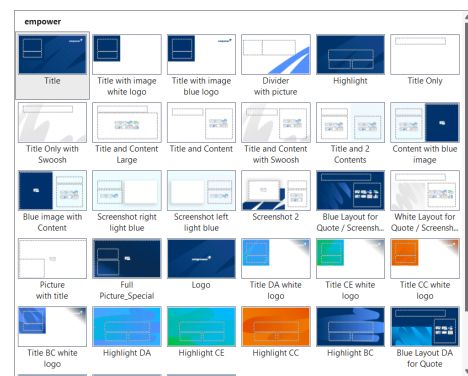 empower
Title
Title with image
white logo
Title with image
blue logo
Divider
with picture
Highlight
Title Only
Title Only with
Swoosh
Title and Content
Large
Title and Content
Title and Content
with Swoosh
Title and 2
Contents
Content with blue
image
Blue image with
Content
Screenshot right
light blue
Screenshot left
light blue
Screenshot 2
Blue Layout for
Quote / Screensh...
White Layout for
Quote / Screensh...
Picture
with title
Full
Picture_Special
Logo
Title DA white
logo
Title CE white
logo
Title CC white
logo
Title BC white
logo
Highlight DA
Highlight CE
Highlight CC
Highlight BC
Blue Layout DA
for Quote